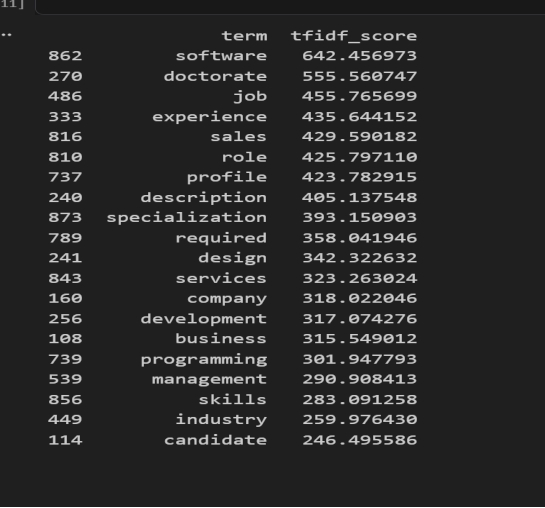 11]
..
term tfidf_score
862 software 642.456973
270 doctorate 555.560747
486 job 455.765699
333 experience 435.644152
816 sales 429.590182
810 role 425.797110
737 profile 423.782915
240 description 405.137548
873 specialization 393.150903
789 required 358.041946
241 design 342.322632
843 services 323.263024
160 company 318.022046
256 development 317.074276
108 business 315.549012
739 programming 301.947793
539 management 290.908413
856 skills 283.091258
449 industry 259.976430
114 candidate 246.495586